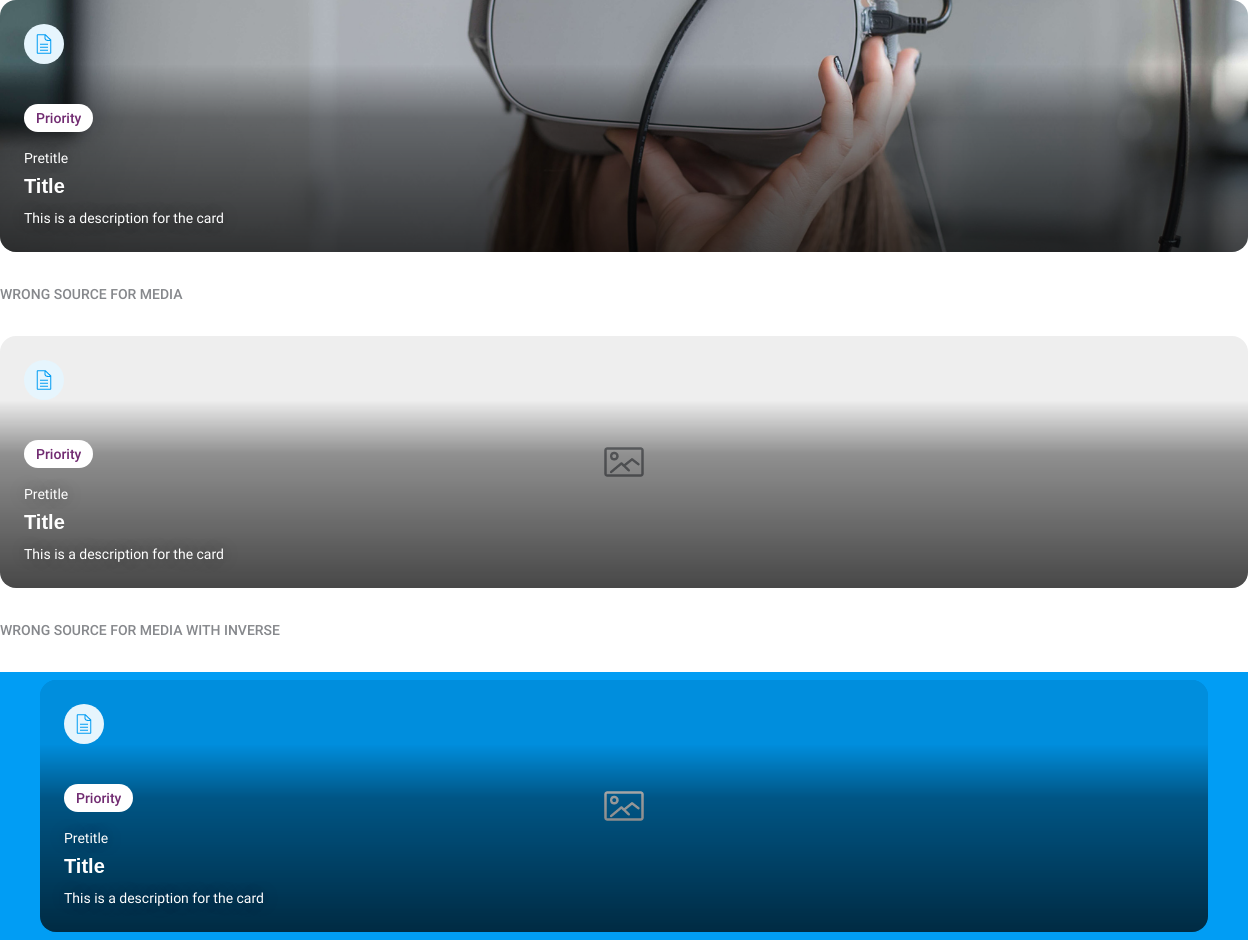 Priority
Pretitle
Title
This is a description for the card
WRONG SOURCE FOR MEDIA
Priority
Pretitle
Title
This is a description for the card
WRONG SOURCE FOR MEDIA WITH INVERSE
Priority
Pretitle
Title
This is a description for the card